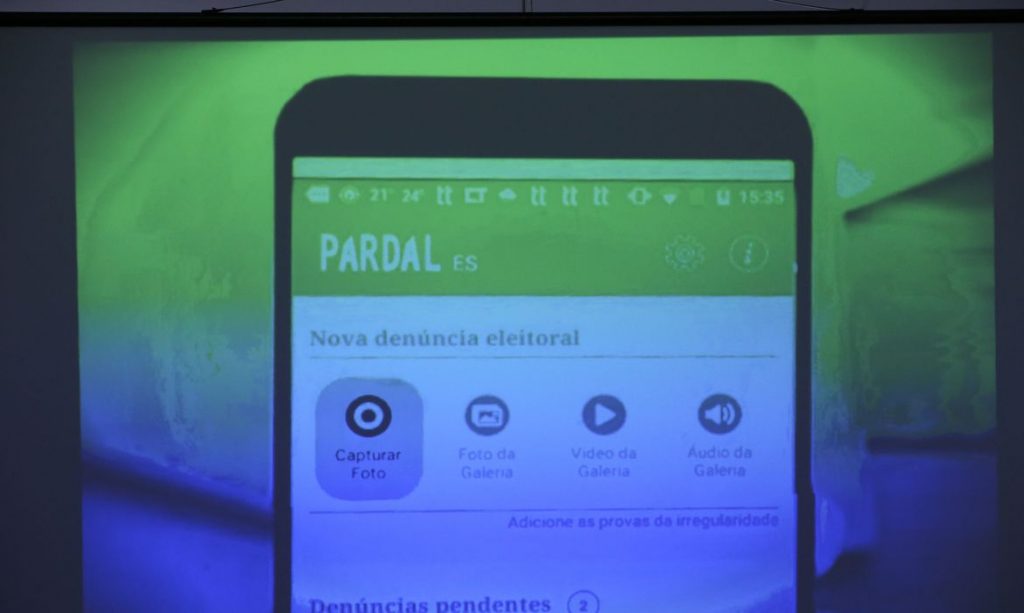 21° 24° 15:35
PARDAL ES
Nova denúncia eleitoral
Capturar
Foto
Foto da
Galeria
Video da
Galeria
Áudio da
Galeria
Adicione as provas da irregularidade
Denúncias pendentes 2